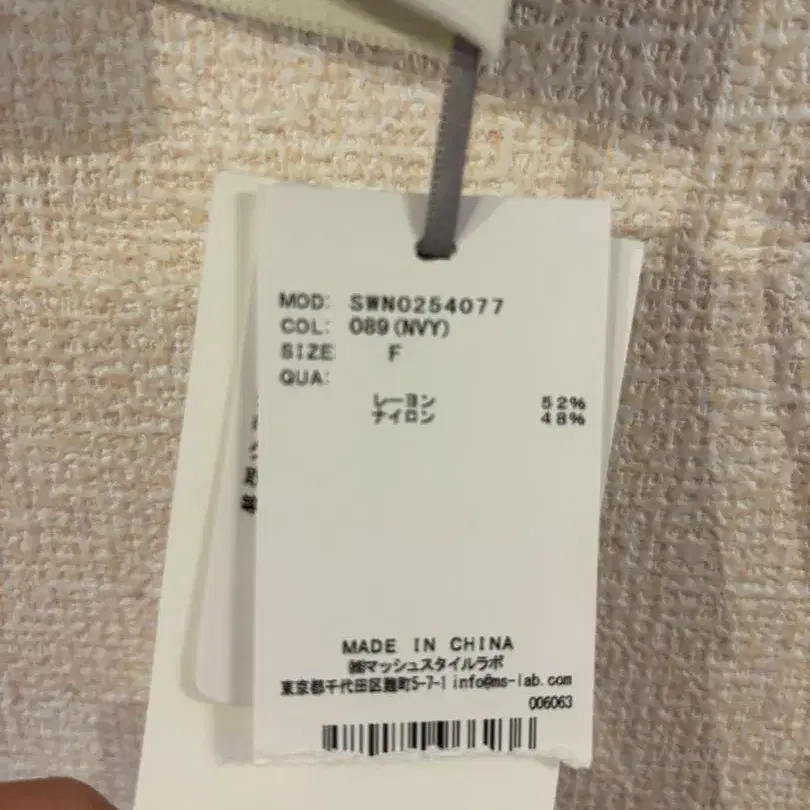 MOD: SWN0254077
COL: 089(NVY)
SIZE F
QUA:
レーヨン 52%
ナイロン 48%
MADE IN CHINA
㈱マッシュスタイルラボ
東京都千代田区麹町5-7-1 info@ms-lab.com
006063